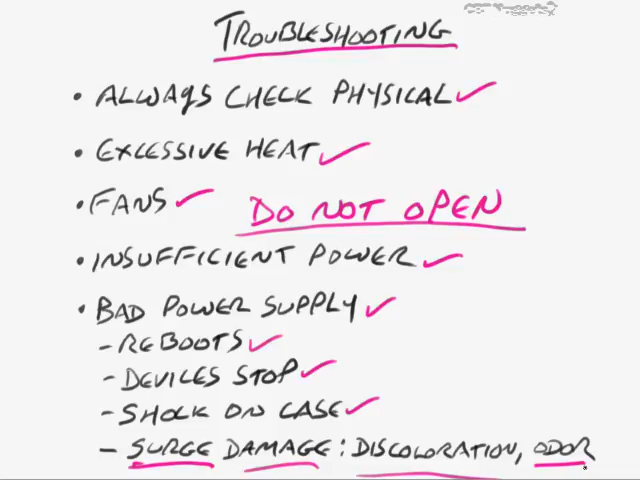 TROUBLESHOOTING
• ALWAYS CHECK PHYSICAL ✓
• EXCESSIVE HEAT ✓
• FANS ✓ DO NOT OPEN
• INSUFFICIENT POWER ✓
• BAD POWER SUPPLY ✓
- REBOOTS ✓
- DEVICES STOP ✓
- SHOCK ON CASE ✓
- SURGE DAMAGE: DISCOLORATION, ODOR